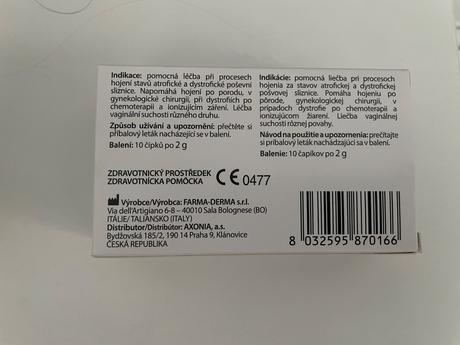 Indikace: pomocná léčba při procesech
hojení stavů atrofické a dystrofické poševní
sliznice. Napomáhá hojení po porodu, v
gynekologické chirurgii, při dystrofiích po
chemoterapii a ionizujícím záření. Léčba
vaginální suchosti různého druhu.
Způsob užívání a upozornění: přečtěte si
příbalový leták nacházející se v balení.
Balení: 10 čípků po 2 g
Indikácie: pomocná liečba pri procesoch
hojenia za stavov atrofickej a dystrofickej
pošvovej sliznice. Pomáha hojeniu po
pôrode, gynekologickej chirurgii, v
prípadoch dystrofie po chemoterapii a
ionizujúcom žiarení. Liečba vaginálnej
suchosti rôznej povahy.
Návod na použitie a upozornenia: prečítajte
si príbalový leták nachádzajúci sa v balení.
Balenie: 10 čapíkov po 2 g
ZDRAVOTNICKÝ PROSTŘEDEK
ZDRAVOTNÍCKA POMÔCKA
CE 0477
Výrobce/Výrobca: FARMA-DERMA s.r.l.
Via dell'Artigiano 6-8 – 40010 Sala Bolognese (BO)
ITÁLIE/ TALIANSKO (ITALY)
Distributor/Distribútor: AXONIA, a.s.
Bydžovská 185/2, 190 14 Praha 9, Klánovice
ČESKÁ REPUBLIKA
8 032595 870166